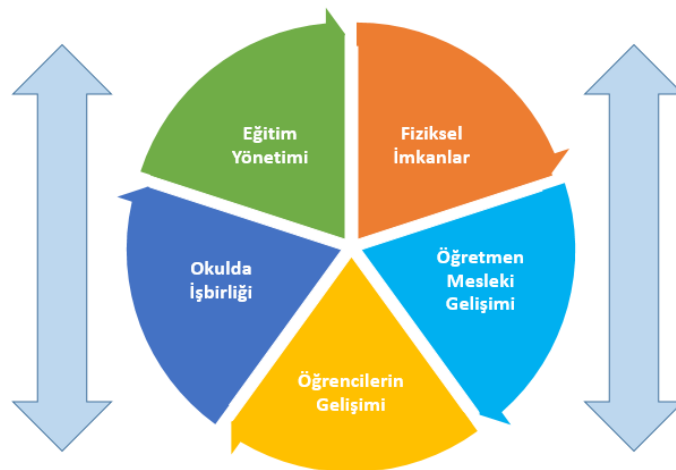 Eğitim
Yönetimi
Fiziksel
İmkanlar
Öğretmen
Mesleki
Gelişimi
Öğrencilerin
Gelişimi
Okulda
İşbirliği